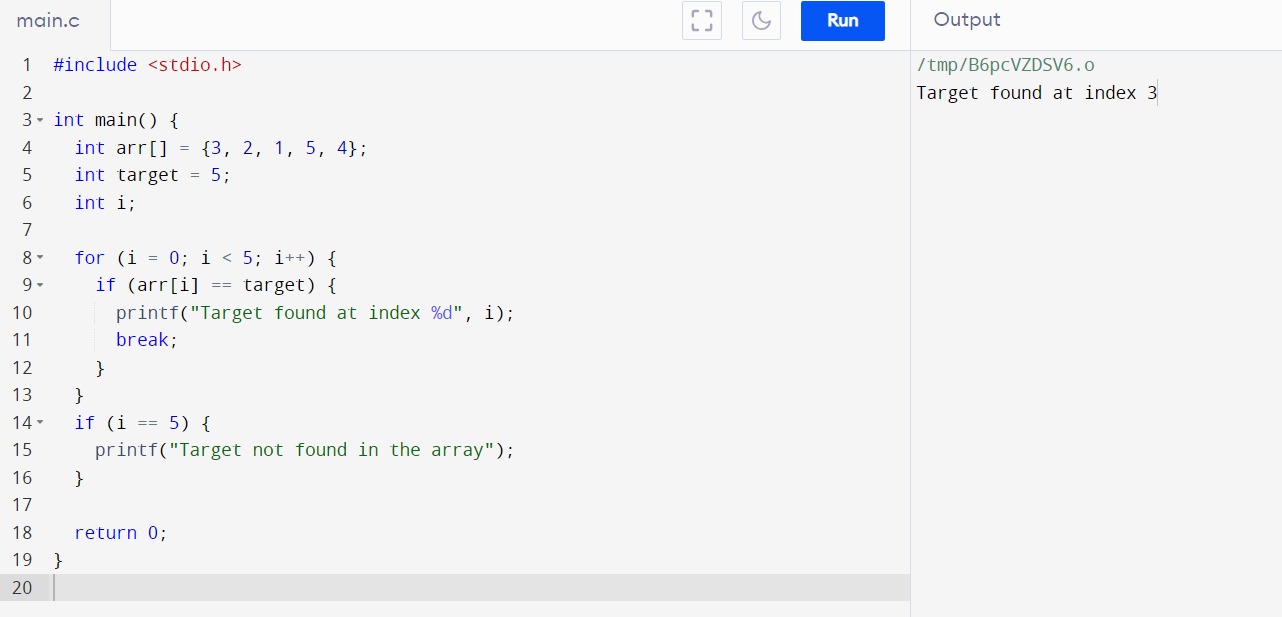 main.c
Run
Output
1 #include <stdio.h>
2
3 int main() {
4   int arr[] = {3, 2, 1, 5, 4};
5   int target = 5;
6   int i;
7
8   for (i = 0; i < 5; i++) {
9     if (arr[i] == target) {
10       printf("Target found at index %d", i);
11       break;
12     }
13   }
14   if (i == 5) {
15     printf("Target not found in the array");
16   }
17
18   return 0;
19 }
20
/tmp/B6pcVZDSV6.o
Target found at index 3